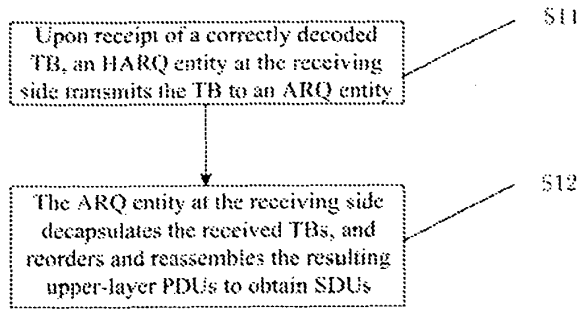 S11
Upon receipt of a correctly decoded
TB, an HARQ entity at the receiving
side transmits the TB to an ARQ entity
S12
The ARQ entity at the receiving side
decapsulates the received TBs, and
reorders and reassembles the resulting
upper-layer PDUs to obtain SDUs